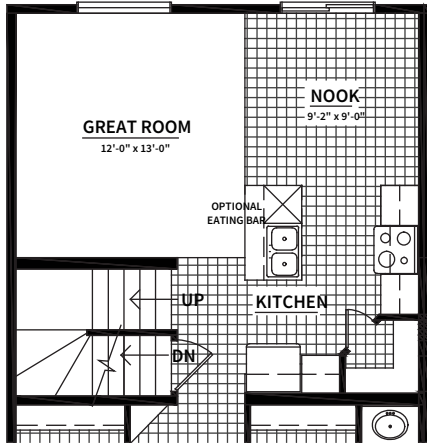 NOOK
9'-2" x 9'-0"
GREAT ROOM
12'-0" x 13'-0"
OPTIONAL
EATING BAR
UP
KITCHEN
DN